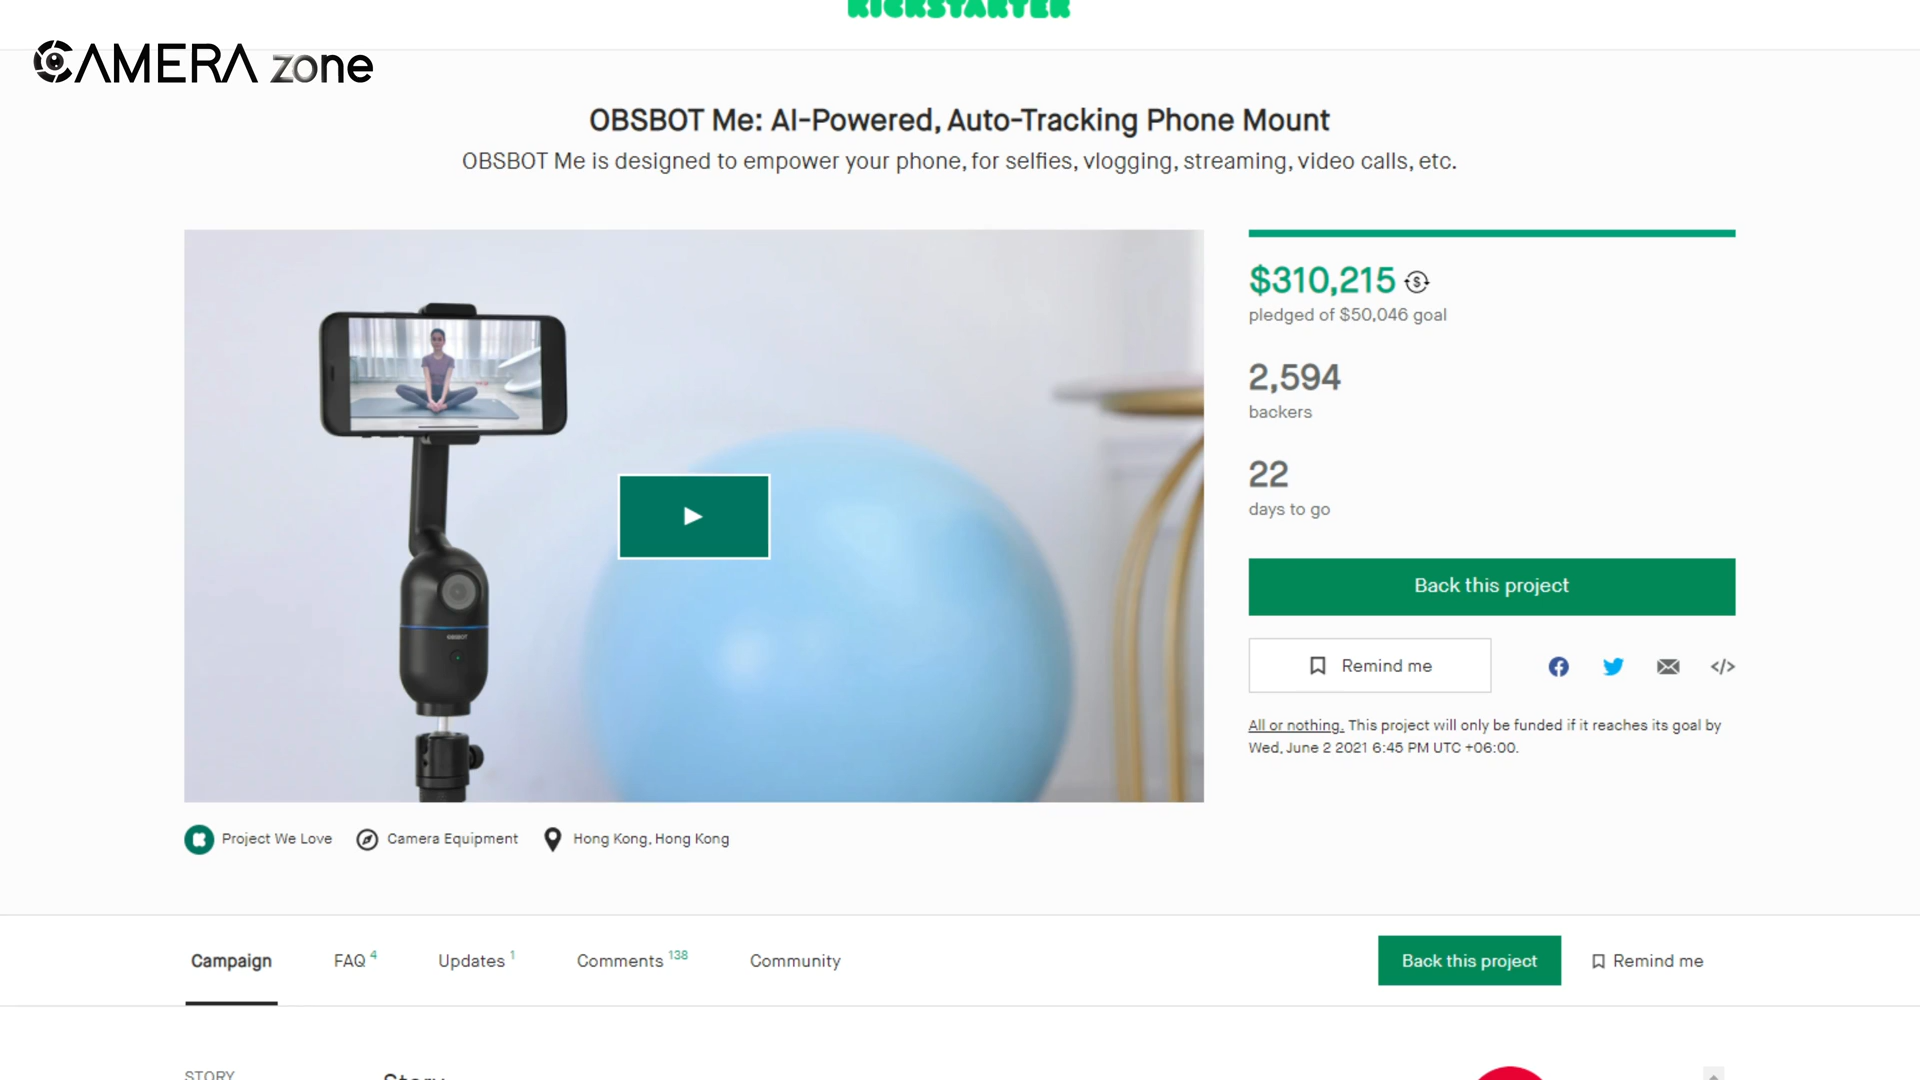 KICKSTARTER
CAMERA zone
OBSBOT Me: AI-Powered, Auto-Tracking Phone Mount
OBSBOT Me is designed to empower your phone, for selfies, vlogging, streaming, video calls, etc.
$310,215
pledged of $50,046 goal
2,594
backers
22
days to go
OBSBOT
Back this project
Remind me
</>
All or nothing. This project will only be funded if it reaches its goal by
Wed, June 2 2021 6:45 PM UTC +06:00.
Project We Love
Camera Equipment
Hong Kong, Hong Kong
Campaign
FAQ 4
Updates 1
Comments 138
Community
Back this project
Remind me
STORY
Story